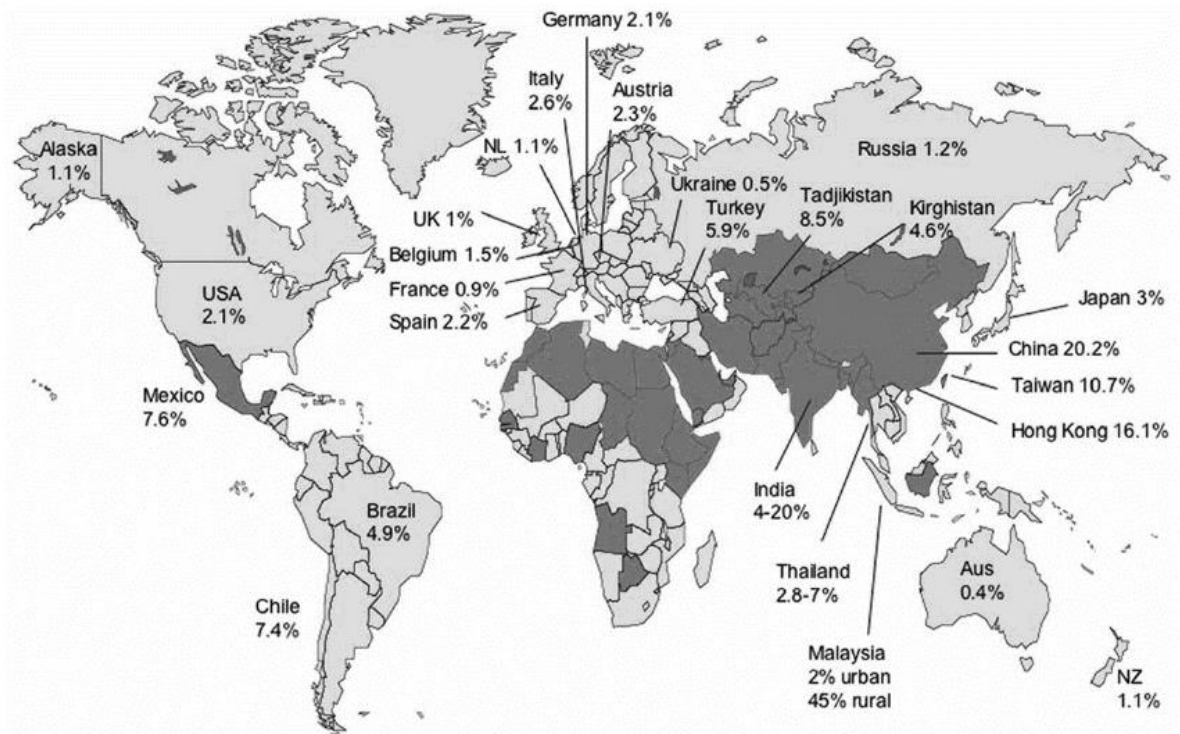 Germany 2.1%
Italy
2.6%
Austria
2.3%
NL 1.1%
Alaska
1.1%
Russia 1.2%
Ukraine 0.5%
Turkey
5.9%
Tadjikistan
8.5%
Kirghistan
4.6%
UK 1%
Belgium 1.5%
France 0.9%
Spain 2.2%
USA
2.1%
Japan 3%
China 20.2%
Taiwan 10.7%
Hong Kong 16.1%
Mexico
7.6%
India
4-20%
Brazil
4.9%
Thailand
2.8-7%
Aus
0.4%
Chile
7.4%
Malaysia
2% urban
45% rural
NZ
1.1%